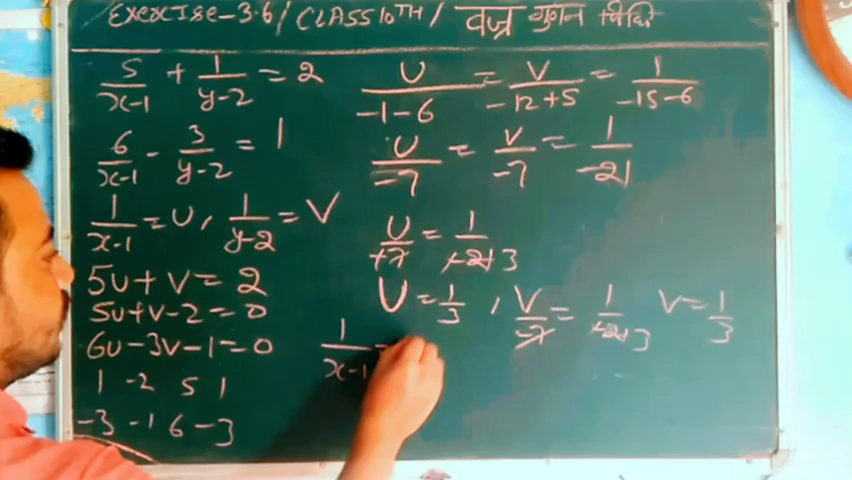 Exercise-3.6/CLASS10TH/ वज्र गुणन विधि
5/x-1 + 1/y-2 = 2
6/x-1 - 3/y-2 = 1
1/x-1 = U, 1/y-2 = V
5U+V=2
5U+V-2=0
6U-3V-1=0
1 -2 5 1
-3 -1 6 -3
U/-1-6 = V/-12+5 = 1/-15-6
U/-7 = V/-7 = 1/-21
U/-7 = 1/-21 3
U=1/3, V/-7 = 1/-21 3 V=1/3
1/x-1 =